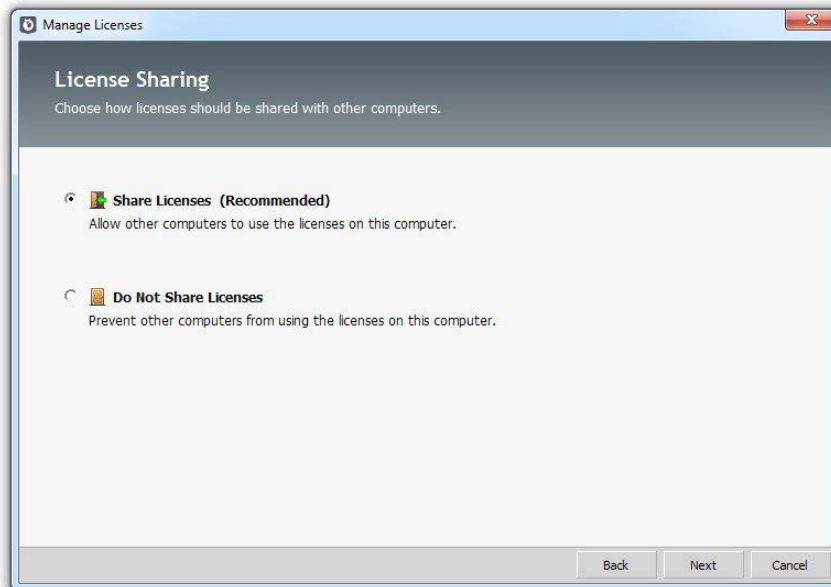 Manage Licenses
License Sharing
Choose how licenses should be shared with other computers.
Share Licenses (Recommended)
Allow other computers to use the licenses on this computer.
Do Not Share Licenses
Prevent other computers from using the licenses on this computer.
Back Next Cancel